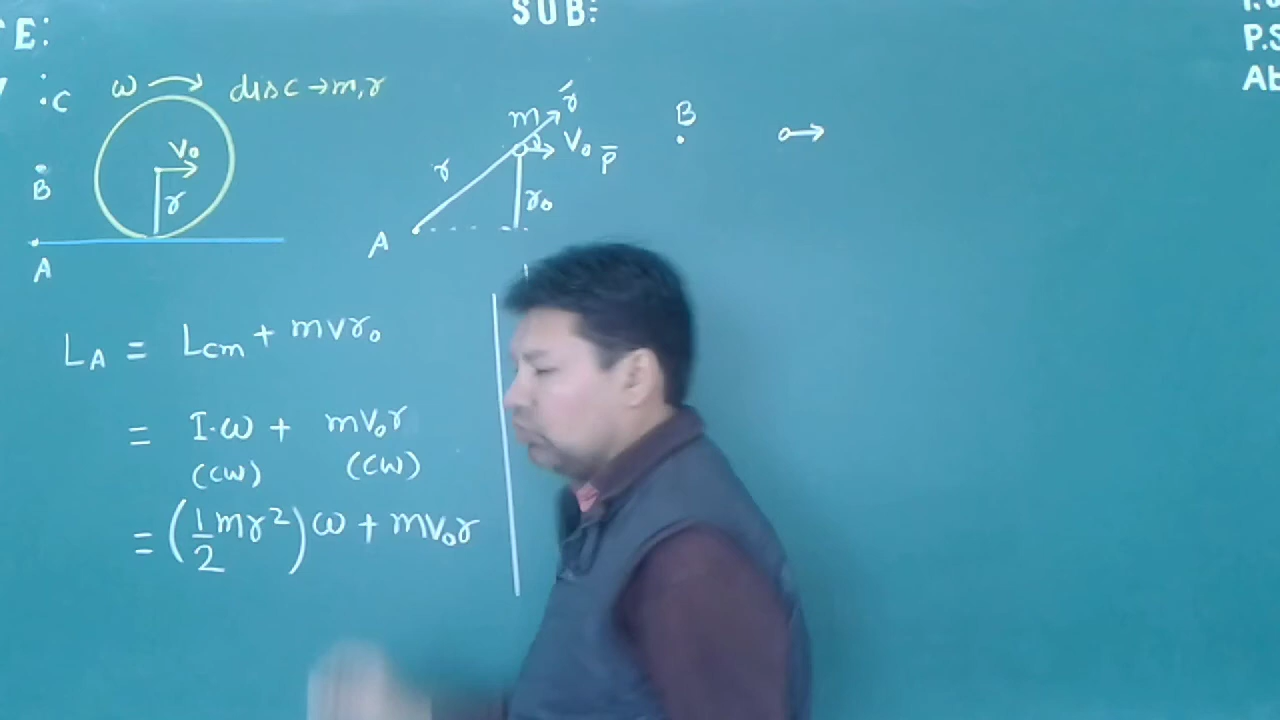 E:
SUB:
P.S
Ab
C
ω
disc → m, r
V₀
r
B
A
m
r̄
V₀
p̄
r
r₀
A
B
L_A = L_cm + mvr₀
= I·ω + mv₀r
(cw) (cw)
= (1/2 mr²)ω + mv₀r